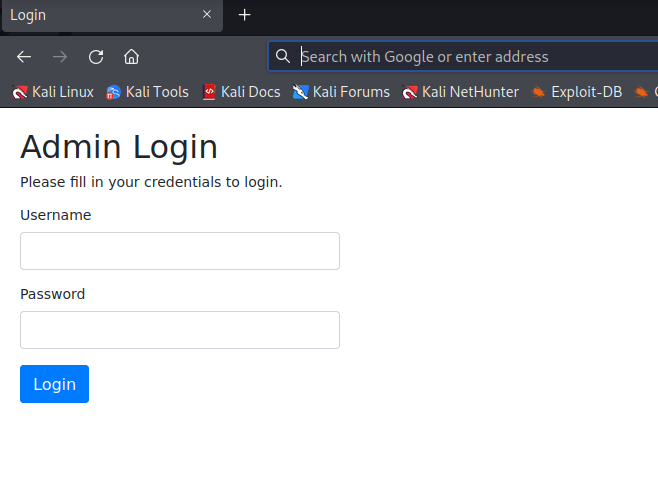 Login
Search with Google or enter address
Kali Linux Kali Tools Kali Docs Kali Forums Kali NetHunter Exploit-DB
Admin Login
Please fill in your credentials to login.
Username
Password
Login